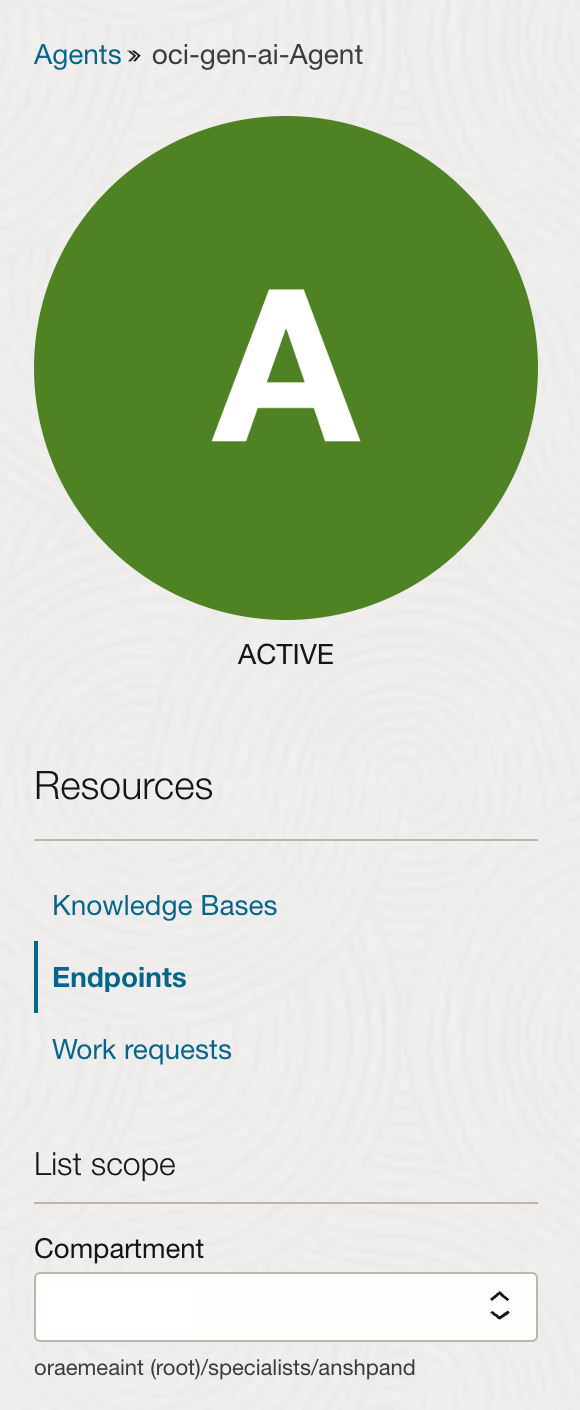 Agents » oci-gen-ai-Agent
A
ACTIVE
Resources
Knowledge Bases
Endpoints
Work requests
List scope
Compartment
oraemeaint (root)/specialists/anshpand